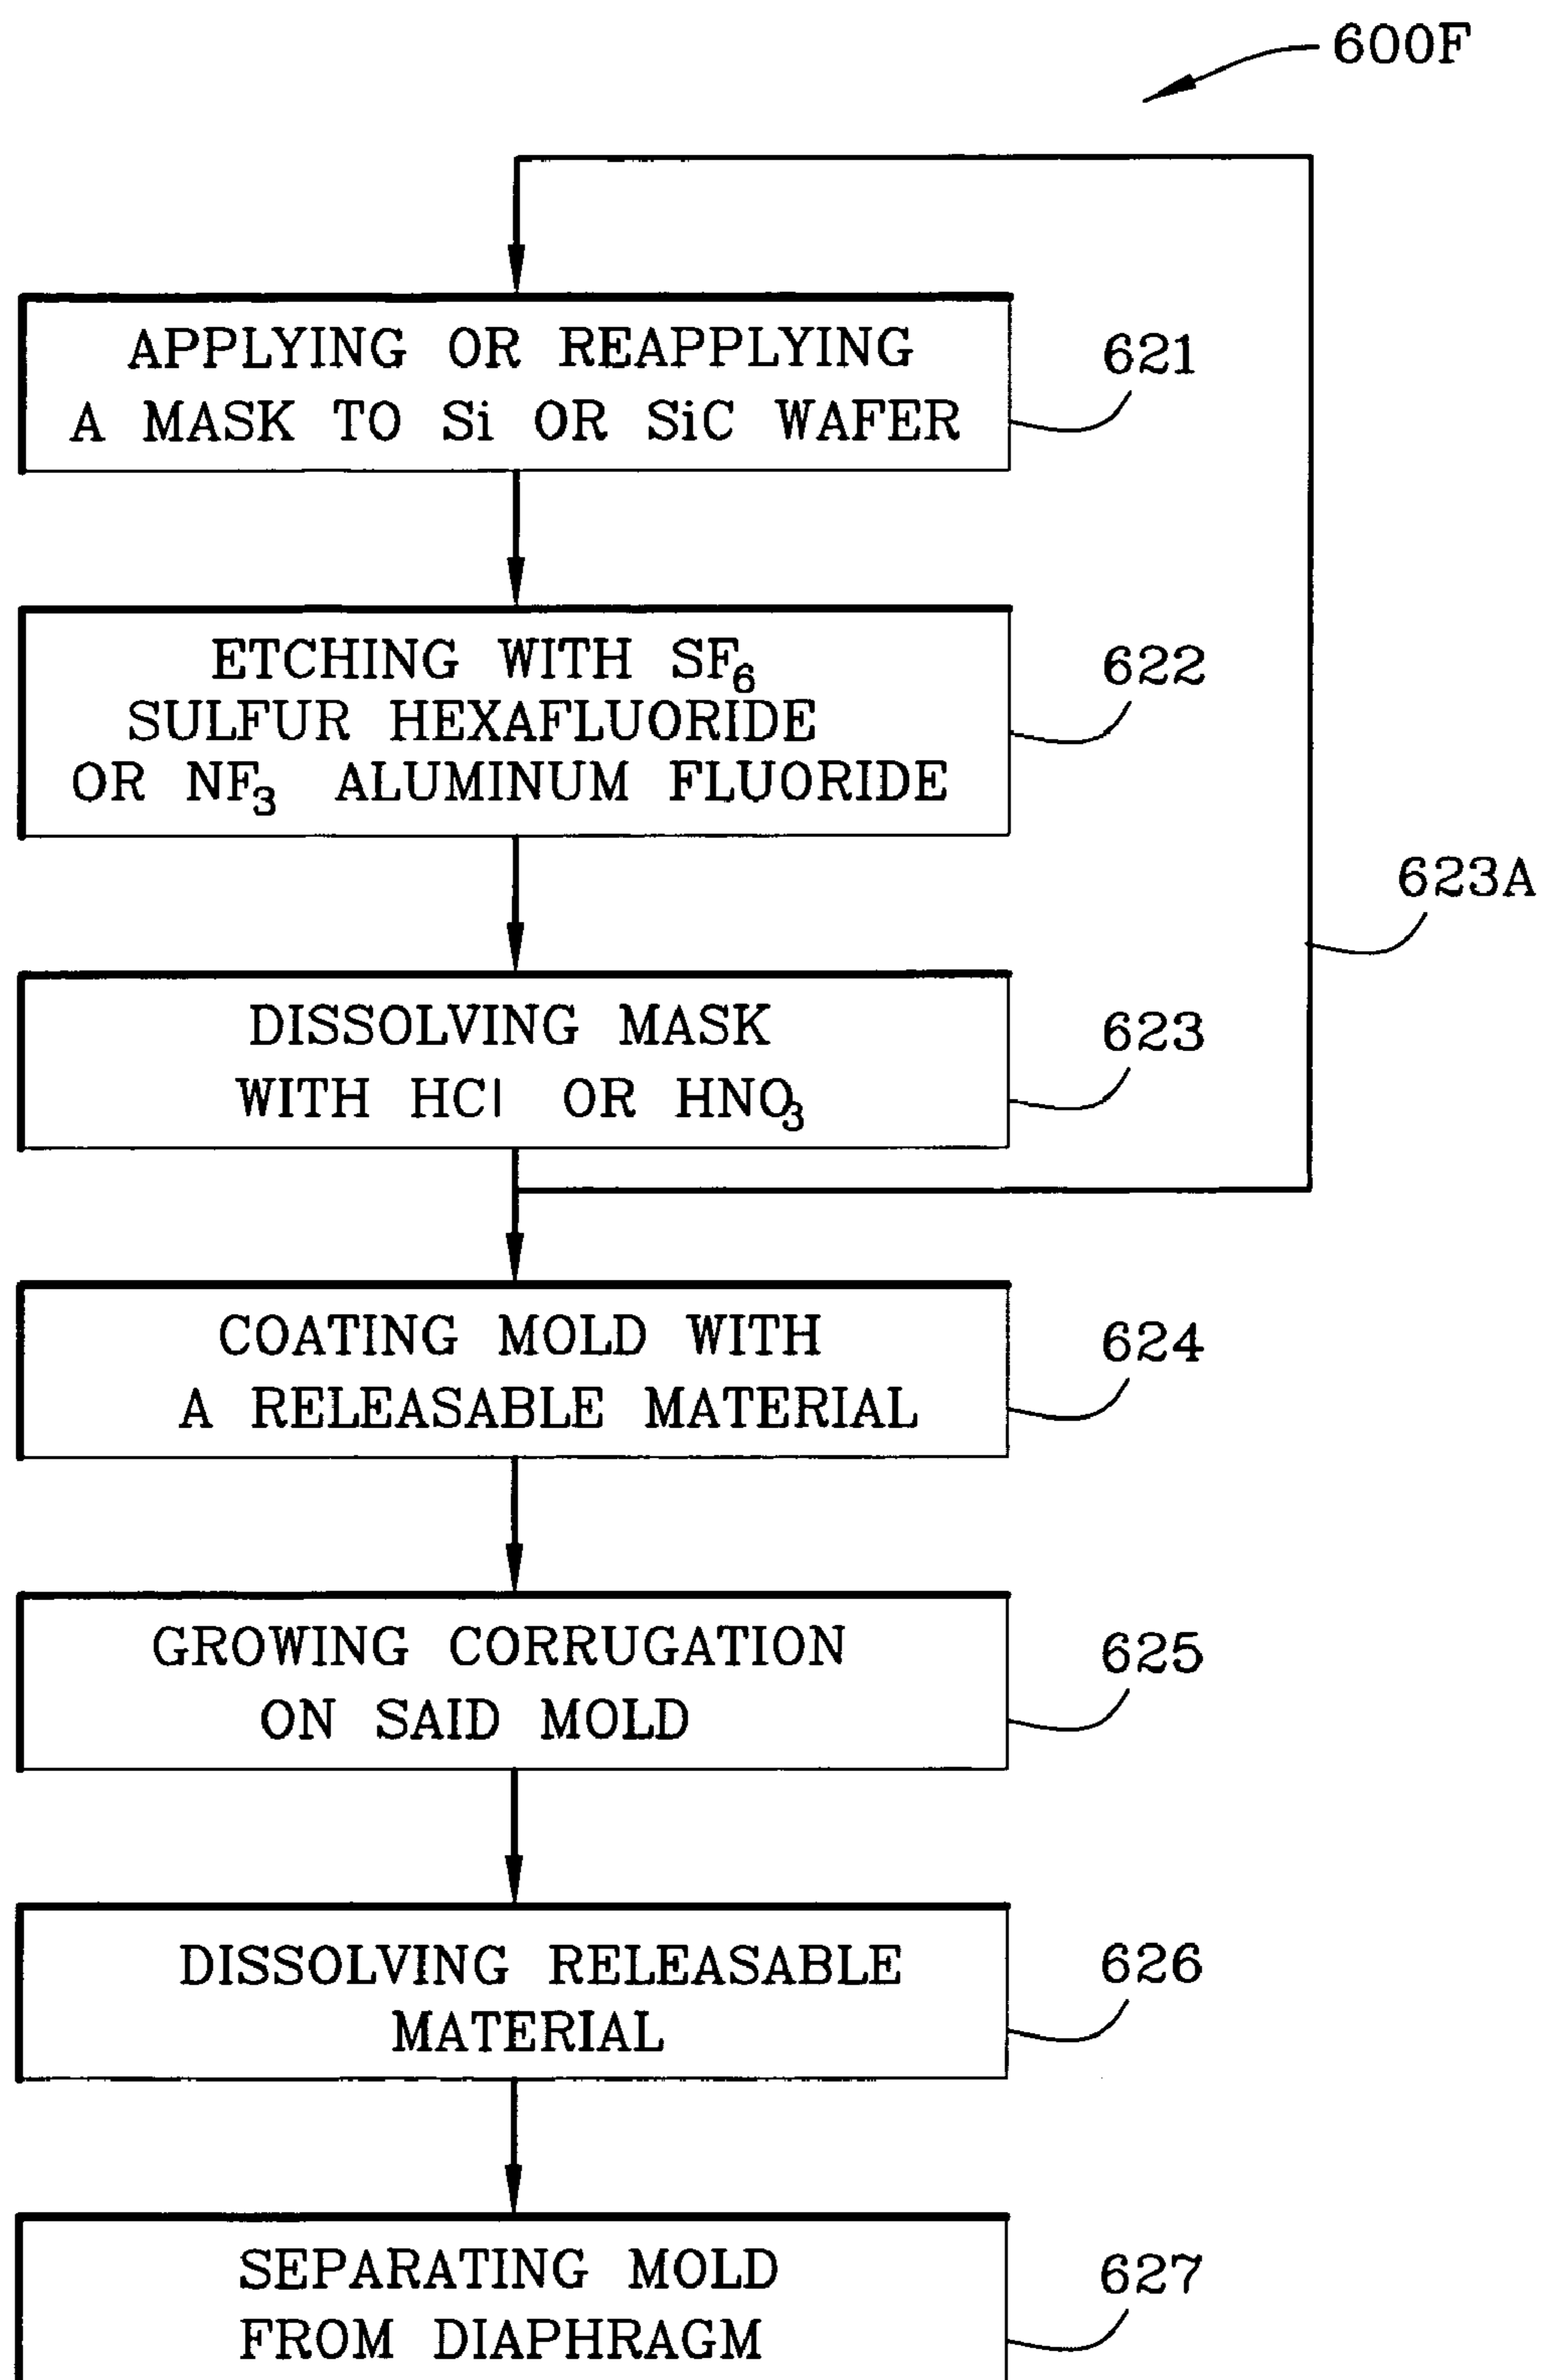 600F
APPLYING OR REAPPLYING
A MASK TO Si OR SiC WAFER
621
ETCHING WITH SF₆
SULFUR HEXAFLUORIDE
OR NF₃ ALUMINUM FLUORIDE
622
623A
DISSOLVING MASK
WITH HCl OR HNO₃
623
COATING MOLD WITH
A RELEASABLE MATERIAL
624
GROWING CORRUGATION
ON SAID MOLD
625
DISSOLVING RELEASABLE
MATERIAL
626
SEPARATING MOLD
FROM DIAPHRAGM
627